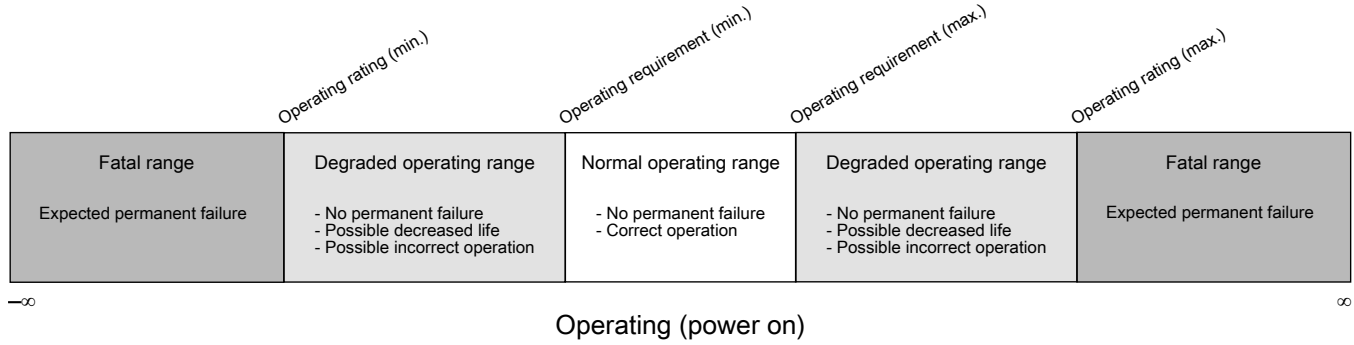 Operating rating (min.)
Operating requirement (min.)
Operating requirement (max.)
Operating rating (max.)
Fatal range
Expected permanent failure
Degraded operating range
- No permanent failure
- Possible decreased life
- Possible incorrect operation
Normal operating range
- No permanent failure
- Correct operation
Degraded operating range
- No permanent failure
- Possible decreased life
- Possible incorrect operation
Fatal range
Expected permanent failure
–∞
∞
Operating (power on)